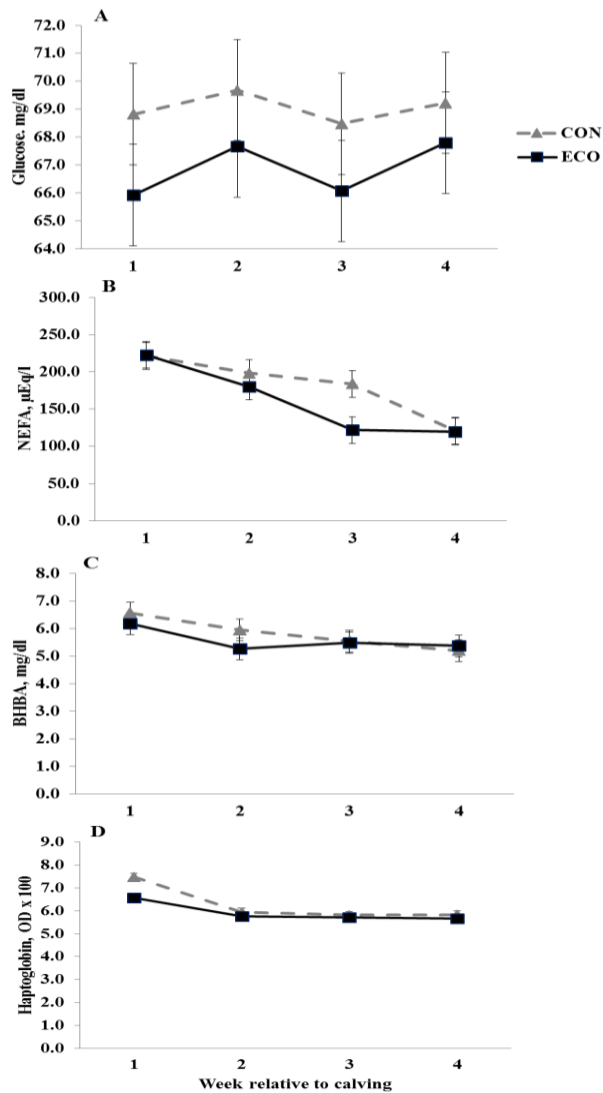 A
Glucose. mg/dl
72.0
71.0
70.0
69.0
68.0
67.0
66.0
65.0
64.0
1 2 3 4
CON
ECO
B
NEFA, µEq/l
300.0
250.0
200.0
150.0
100.0
50.0
0.0
1 2 3 4
C
BHBA, mg/dl
8.0
7.0
6.0
5.0
4.0
3.0
2.0
1.0
0.0
1 2 3 4
D
Haptoglobin, OD x 100
9.0
8.0
7.0
6.0
5.0
4.0
3.0
2.0
1.0
0.0
1 2 3 4
Week relative to calving